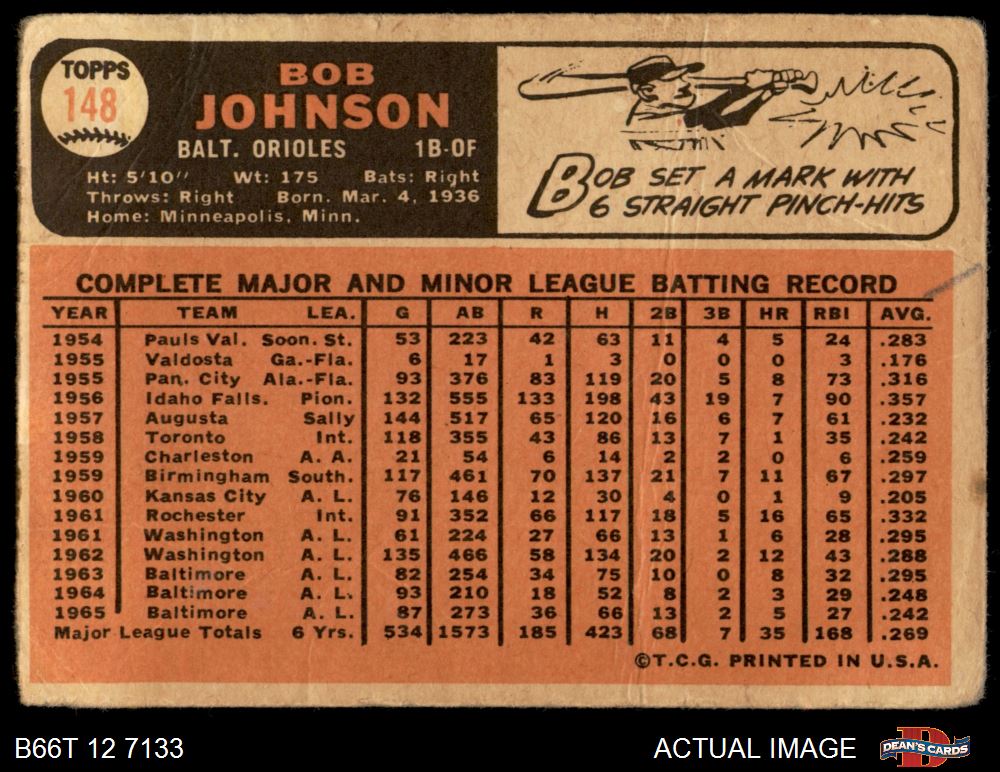 TOPPS
148
BOB
JOHNSON
BALT. ORIOLES 1B-OF
Ht: 5'10" Wt: 175 Bats: Right
Throws: Right Born. Mar. 4, 1936
Home: Minneapolis, Minn.
BOB SET A MARK WITH
6 STRAIGHT PINCH-HITS
COMPLETE MAJOR AND MINOR LEAGUE BATTING RECORD
YEAR TEAM LEA. G AB R H 2B 3B HR RBI AVG.
1954 Pauls Val. Soon. St. 53 223 42 63 11 4 5 24 .283
1955 Valdosta Ga.-Fla. 6 17 1 3 0 0 0 3 .176
1955 Pan. City Ala.-Fla. 93 376 83 119 20 5 8 73 .316
1956 Idaho Falls. Pion. 132 555 133 198 43 19 7 90 .357
1957 Augusta Sally 144 517 65 120 16 6 7 61 .232
1958 Toronto Int. 118 355 43 86 13 7 1 35 .242
1959 Charleston A. A. 21 54 6 14 2 2 0 6 .259
1959 Birmingham South. 117 461 70 137 21 7 11 67 .297
1960 Kansas City A. L. 76 146 12 30 4 0 1 9 .205
1961 Rochester Int. 91 352 66 117 18 5 16 65 .332
1961 Washington A. L. 61 224 27 66 13 1 6 28 .295
1962 Washington A. L. 135 466 58 134 20 2 12 43 .288
1963 Baltimore A. L. 82 254 34 75 10 0 8 32 .295
1964 Baltimore A. L. 93 210 18 52 8 2 3 29 .248
1965 Baltimore A. L. 87 273 36 66 13 2 5 27 .242
Major League Totals 6 Yrs. 534 1573 185 423 68 7 35 168 .269
©T.C.G. PRINTED IN U.S.A.
B66T 12 7133 ACTUAL IMAGE DEAN'S CARDS